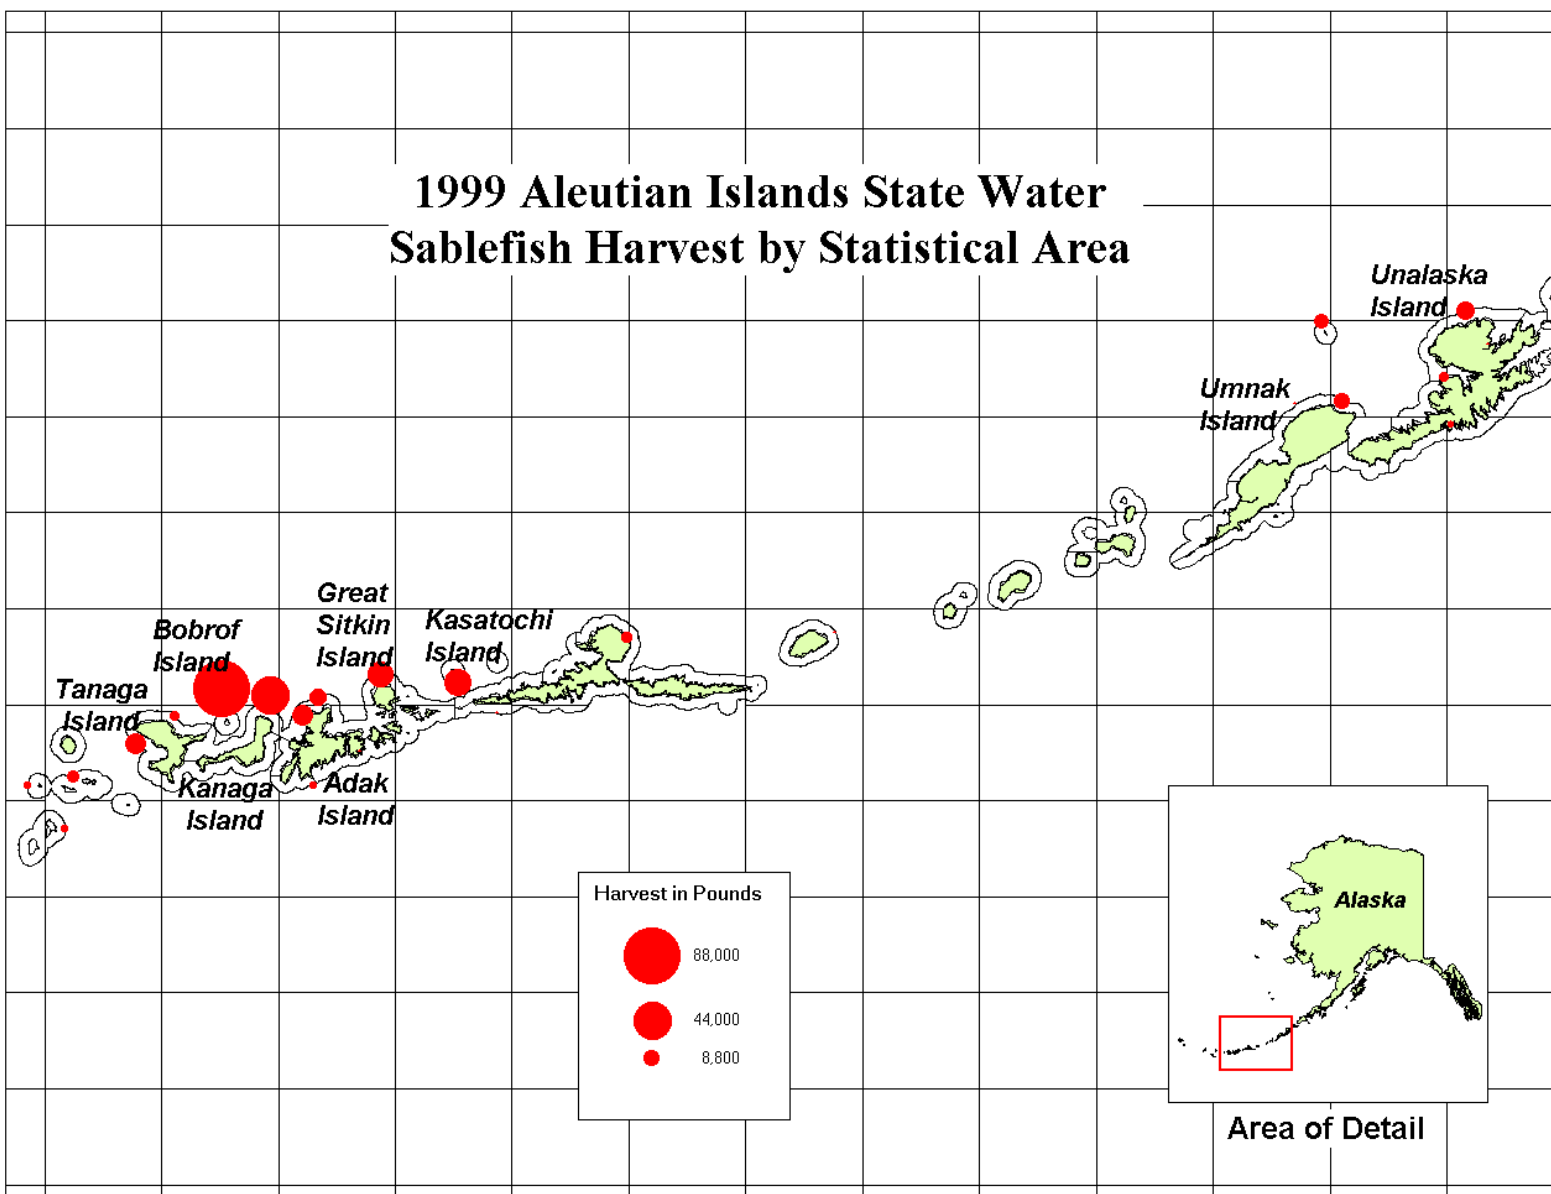 1999 Aleutian Islands State Water
Sablefish Harvest by Statistical Area
Unalaska
Island
Umnak
Island
Great
Sitkin
Island
Kasatochi
Island
Bobrof
Island
Tanaga
Island
Kanaga
Island
Adak
Island
Harvest in Pounds
88,000
44,000
8,800
Alaska
Area of Detail